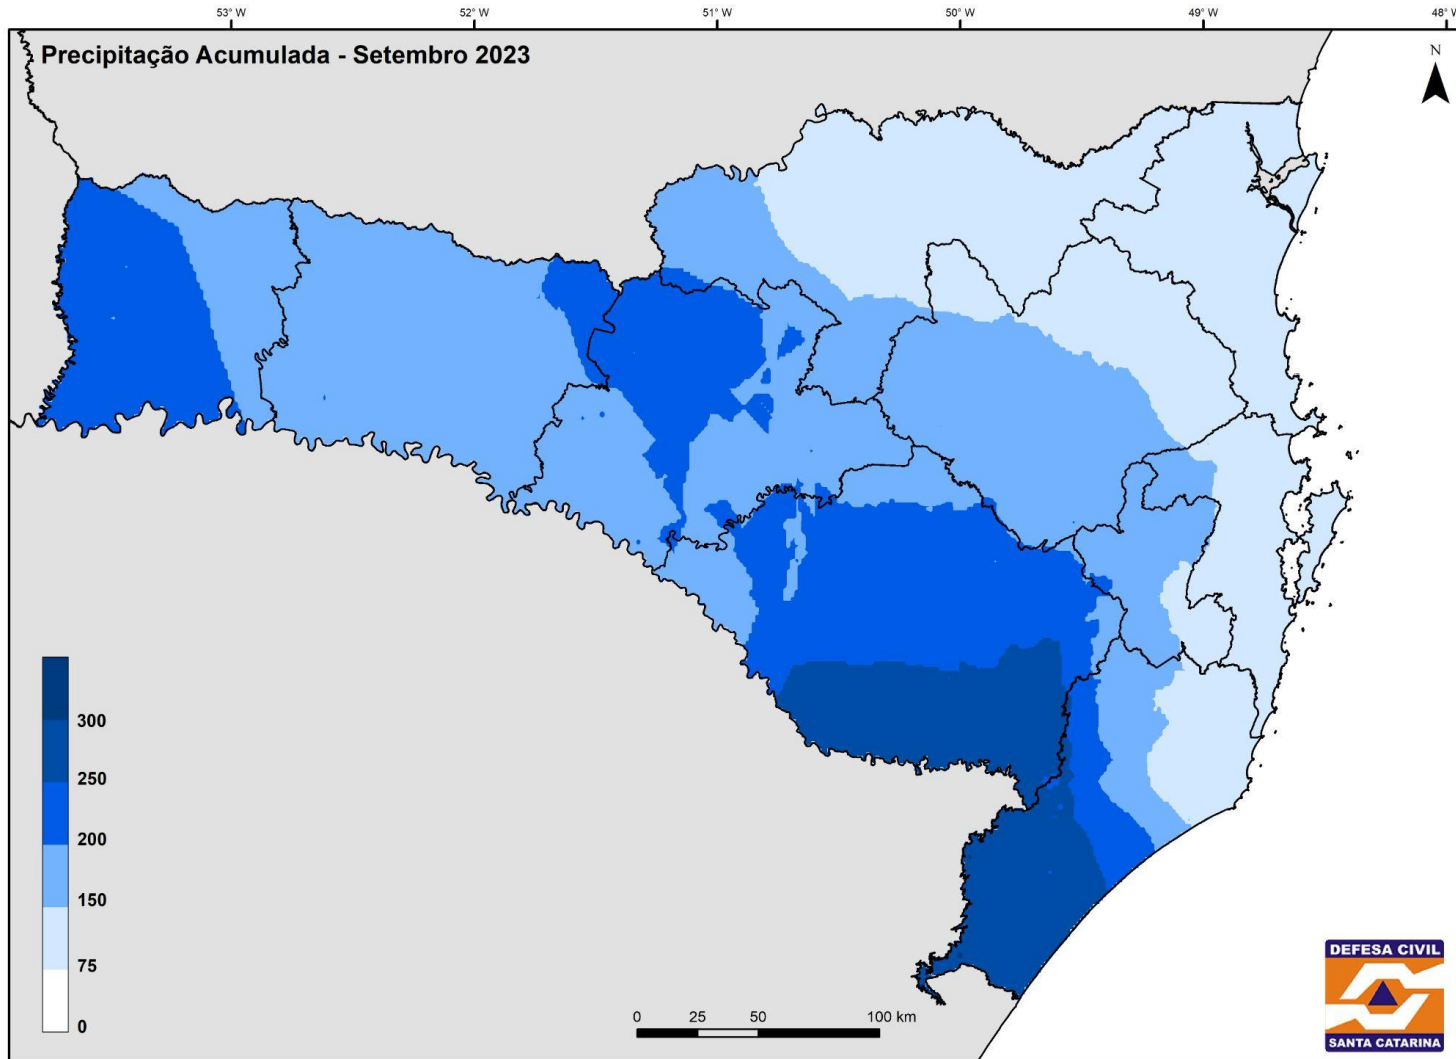 53° W 52° W 51° W 50° W 49° W 48° W
Precipitação Acumulada - Setembro 2023
N
300
250
200
150
75
0
0 25 50 100 km
DEFESA CIVIL
SANTA CATARINA